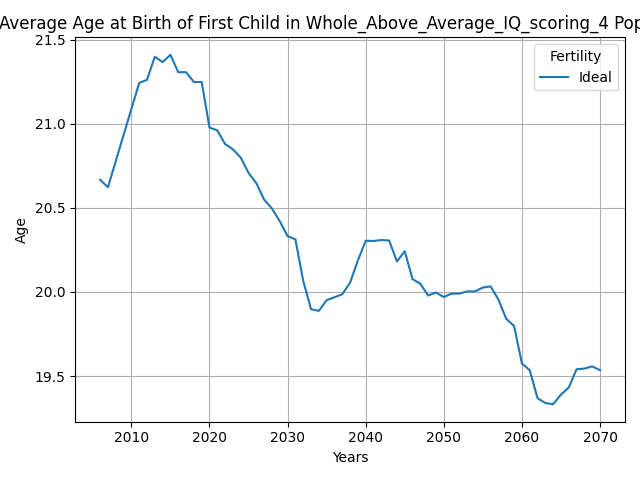 Average Age at Birth of First Child in Whole_Above_Average_IQ_scoring_4 Pop
21.5
21.0
20.5
20.0
19.5
Age
Fertility
Ideal
2010 2020 2030 2040 2050 2060 2070
Years